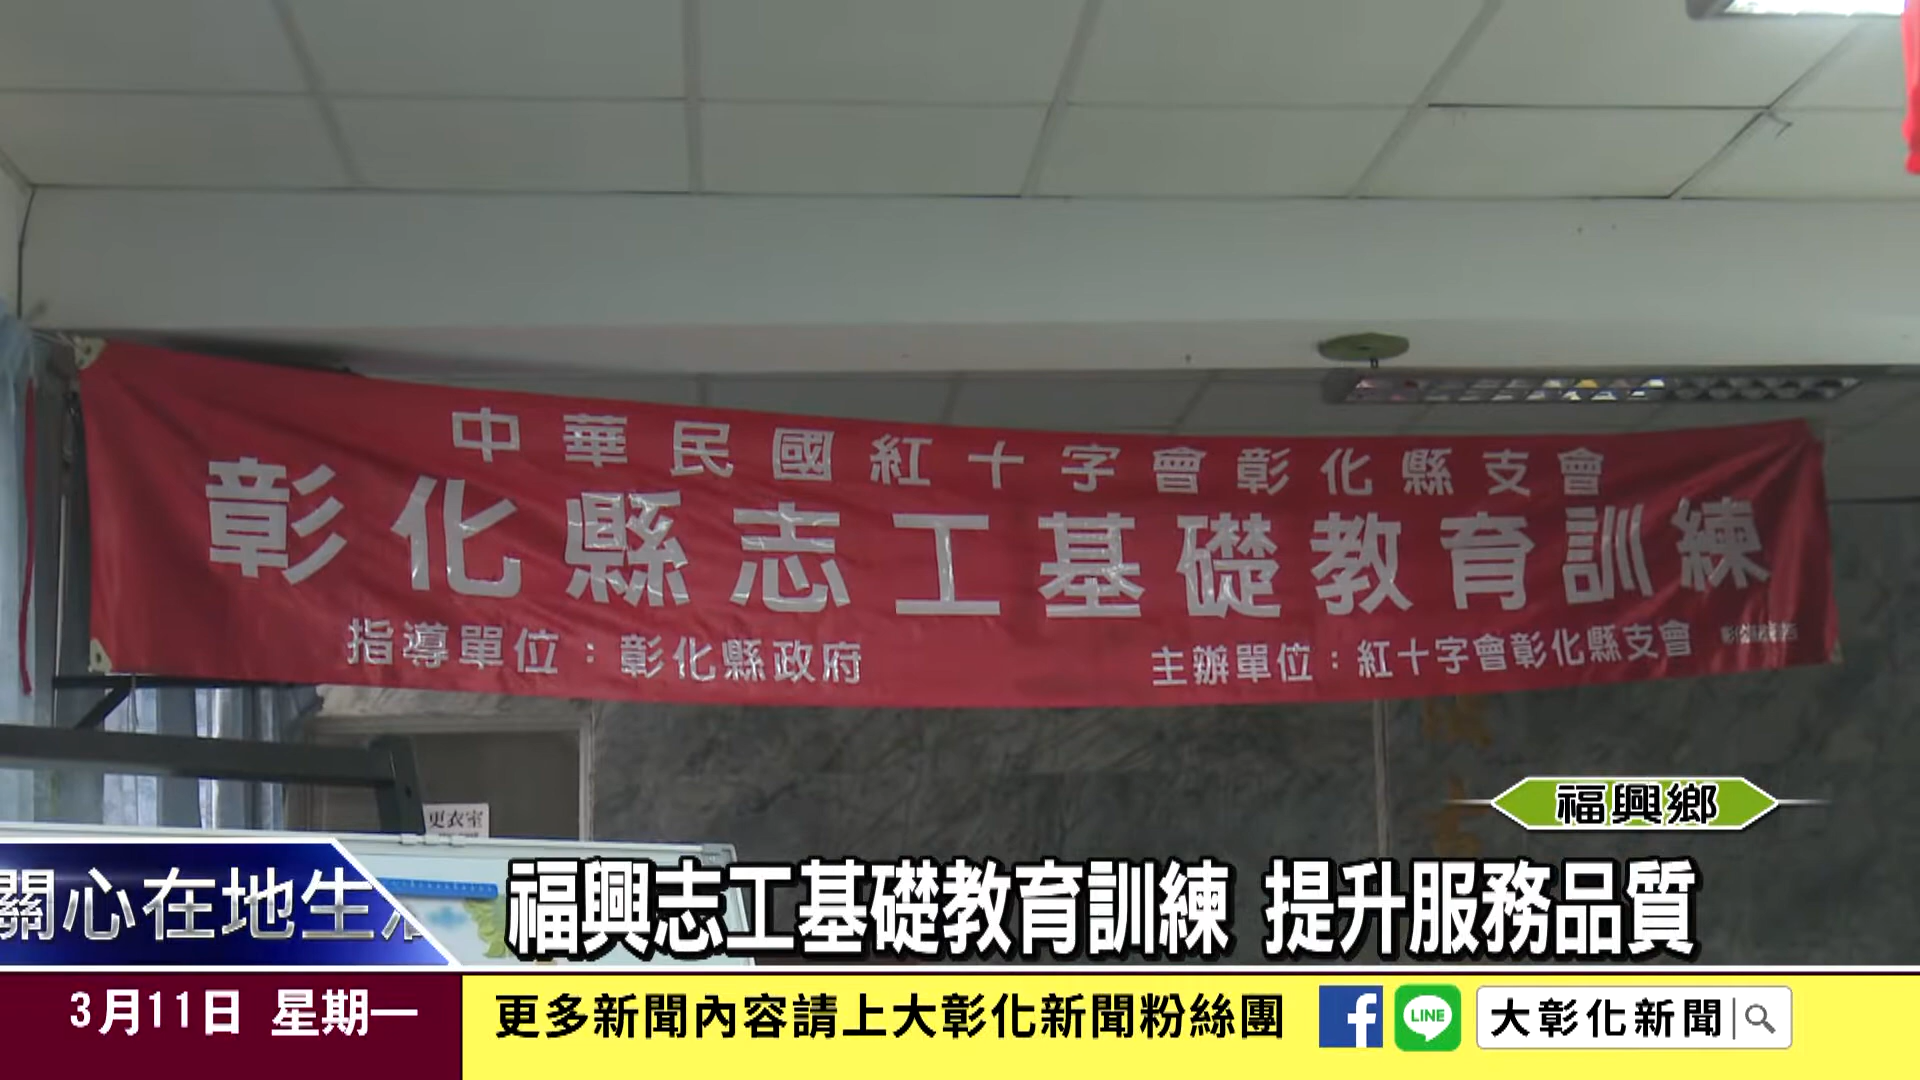 中華民國紅十字會彰化縣支會
彰化縣志工基礎教育訓練
指導單位：彰化縣政府
主辦單位：紅十字會彰化縣支會
更衣室
福興鄉
關心在地生活
福興志工基礎教育訓練 提升服務品質
3月11日 星期一
更多新聞內容請上大彰化新聞粉絲團
LINE
大彰化新聞